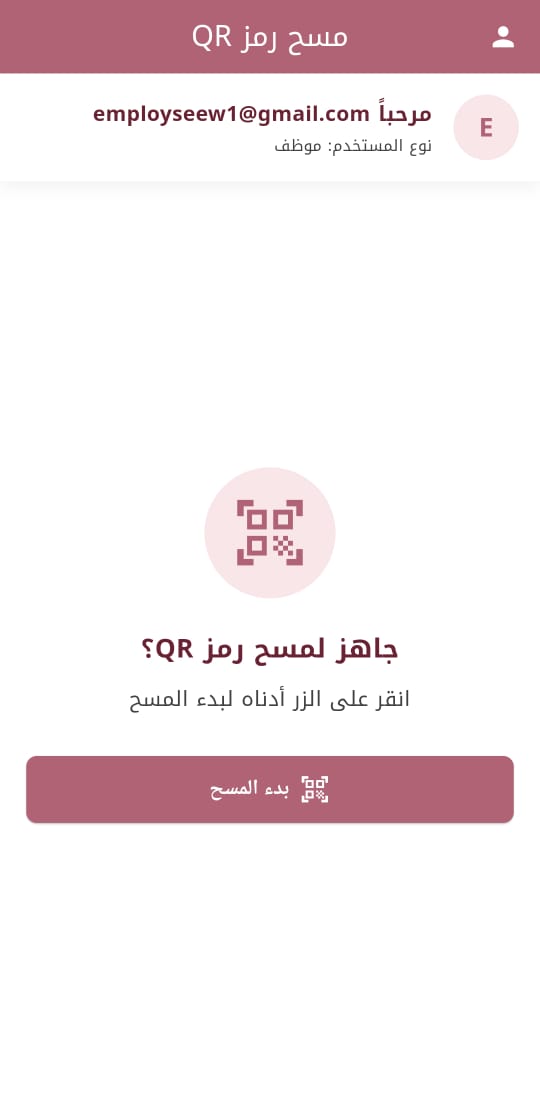 مسح رمز QR
مرحباً employseew1@gmail.com
نوع المستخدم: موظف
E
جاهز لمسح رمز QR؟
انقر على الزر أدناه لبدء المسح
بدء المسح